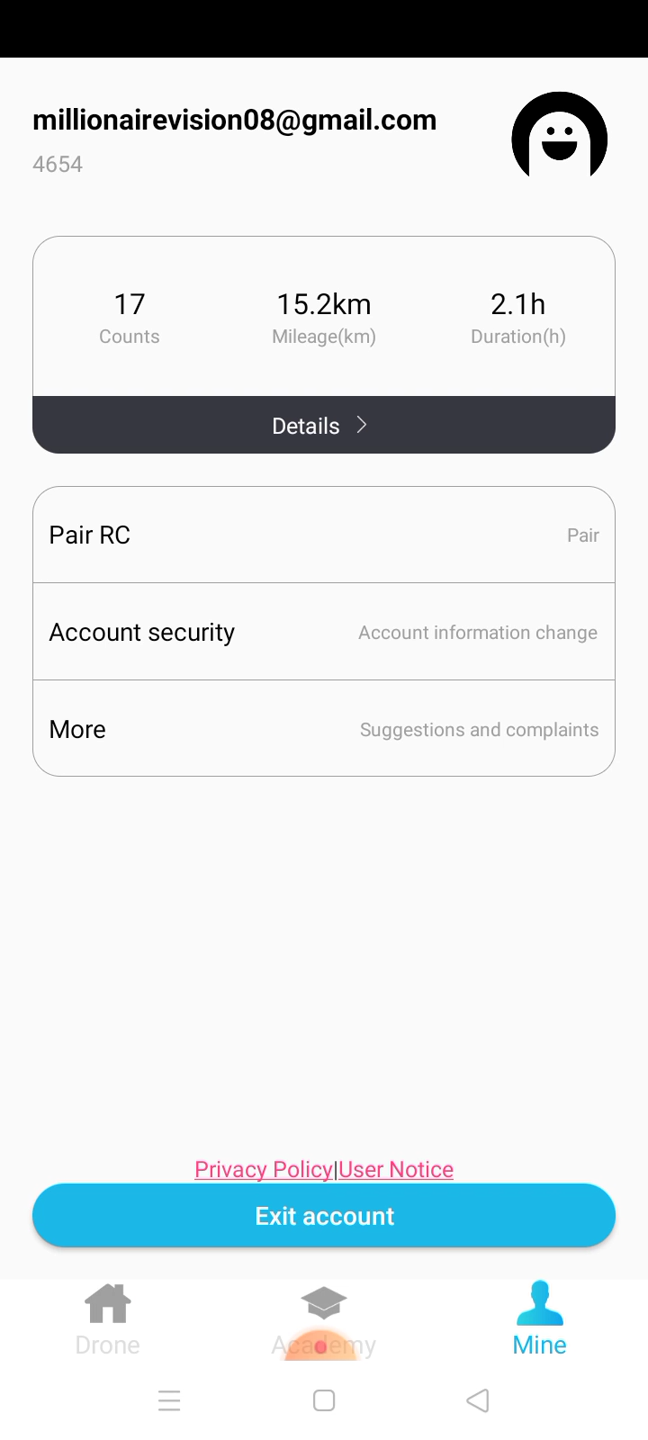 millionairevision08@gmail.com
4654
17
15.2km
2.1h
Counts
Mileage(km)
Duration(h)
Details
Pair RC
Pair
Account security
Account information change
More
Suggestions and complaints
Privacy Policy|User Notice
Exit account
Drone
Academy
Mine